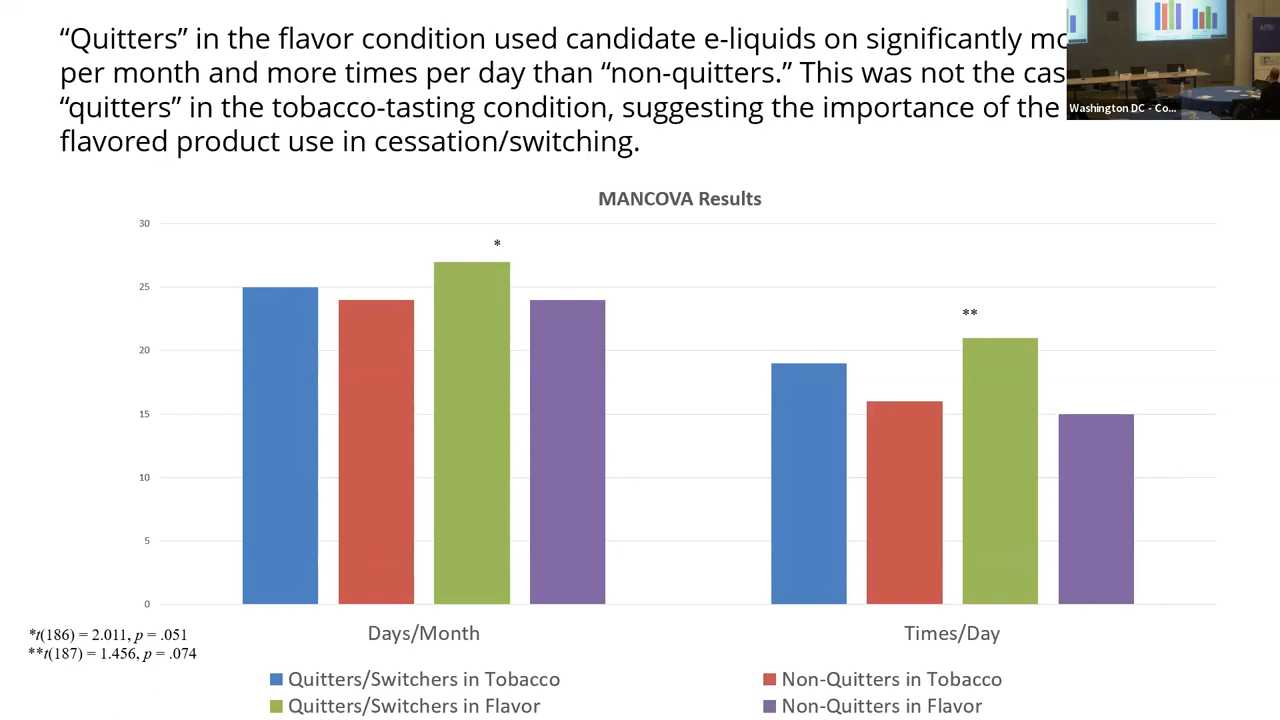 “Quitters” in the flavor condition used candidate e-liquids on significantly
per month and more times per day than “non-quitters.” This was not the
“quitters” in the tobacco-tasting condition, suggesting the importance of the
flavored product use in cessation/switching.
Washington DC - Co...
MANCOVA Results
30
25
20
15
10
5
0
*
**
Days/Month
Times/Day
*t(186) = 2.011, p = .051
**t(187) = 1.456, p = .074
Quitters/Switchers in Tobacco
Non-Quitters in Tobacco
Quitters/Switchers in Flavor
Non-Quitters in Flavor